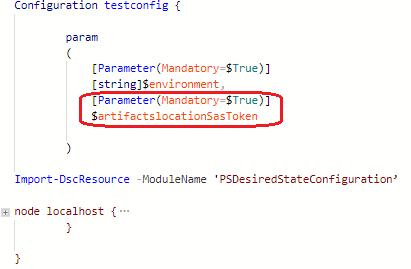 Configuration testconfig {
param
(
[Parameter(Mandatory=$True)]
[string]$environment,
[Parameter(Mandatory=$True)]
$artifactslocationSasToken
)
Import-DscResource -ModuleName 'PSDesiredStateConfiguration’
node localhost { ...
}
}